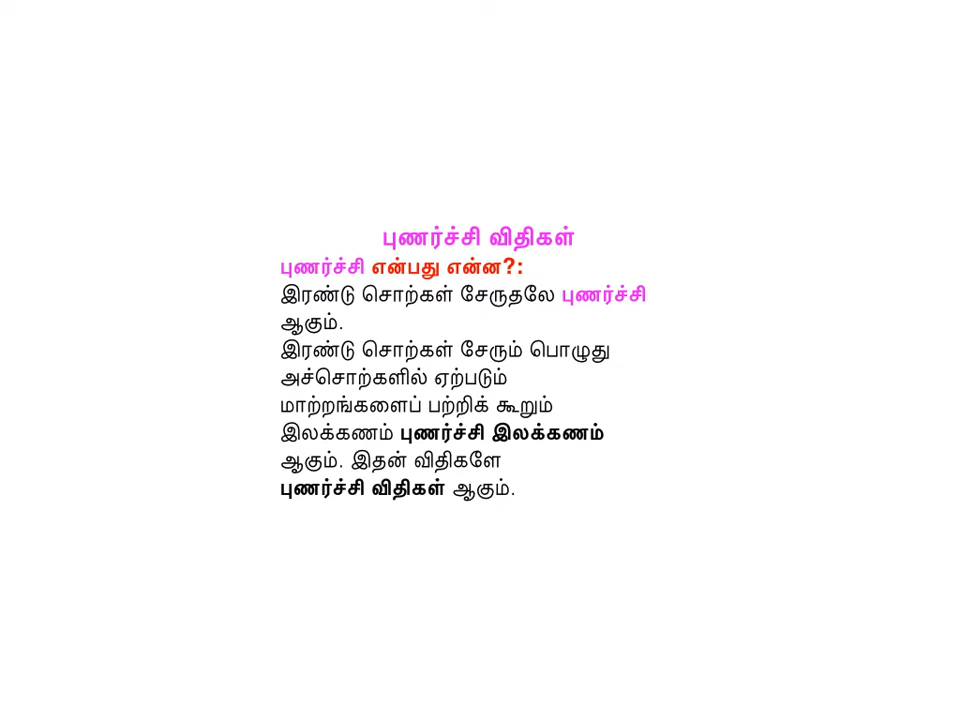 புணர்ச்சி விதிகள்
புணர்ச்சி என்பது என்ன?:
இரண்டு சொற்கள் சேருதலே புணர்ச்சி
ஆகும்.
இரண்டு சொற்கள் சேரும் பொழுது
அச்சொற்களில் ஏற்படும்
மாற்றங்களைப் பற்றிக் கூறும்
இலக்கணம் புணர்ச்சி இலக்கணம்
ஆகும். இதன் விதிகளே
புணர்ச்சி விதிகள் ஆகும்.